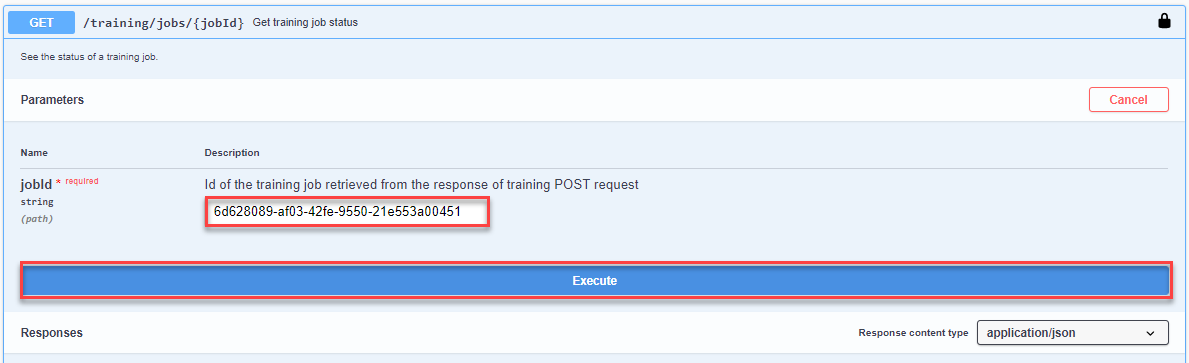 GET /training/jobs/{jobId} Get training job status
See the status of a training job.
Parameters Cancel
Name Description
jobId * required Id of the training job retrieved from the response of training POST request
string 6d628089-af03-42fe-9550-21e553a00451
(path)
Execute
Responses Response content type application/json